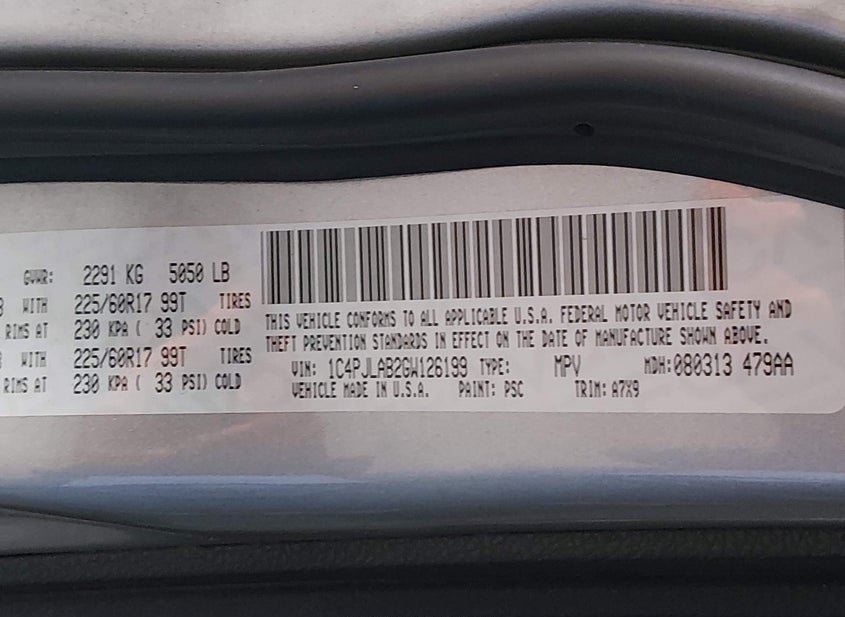 GVWR: 2291 KG 5050 LB
WITH 225/60R17 99T TIRES
RIMS AT 230 KPA ( 33 PSI) COLD
WITH 225/60R17 99T TIRES
RIMS AT 230 KPA ( 33 PSI) COLD
THIS VEHICLE CONFORMS TO ALL APPLICABLE U.S.A. FEDERAL MOTOR VEHICLE SAFETY AND
THEFT PREVENTION STANDARDS IN EFFECT ON THE DATE OF MANUFACTURE SHOWN ABOVE.
VIN: 1C4PJLAB2GW126199 TYPE: MPV MDH: 080313 479AA
VEHICLE MADE IN U.S.A. PAINT: PSC TRIM: A7X9